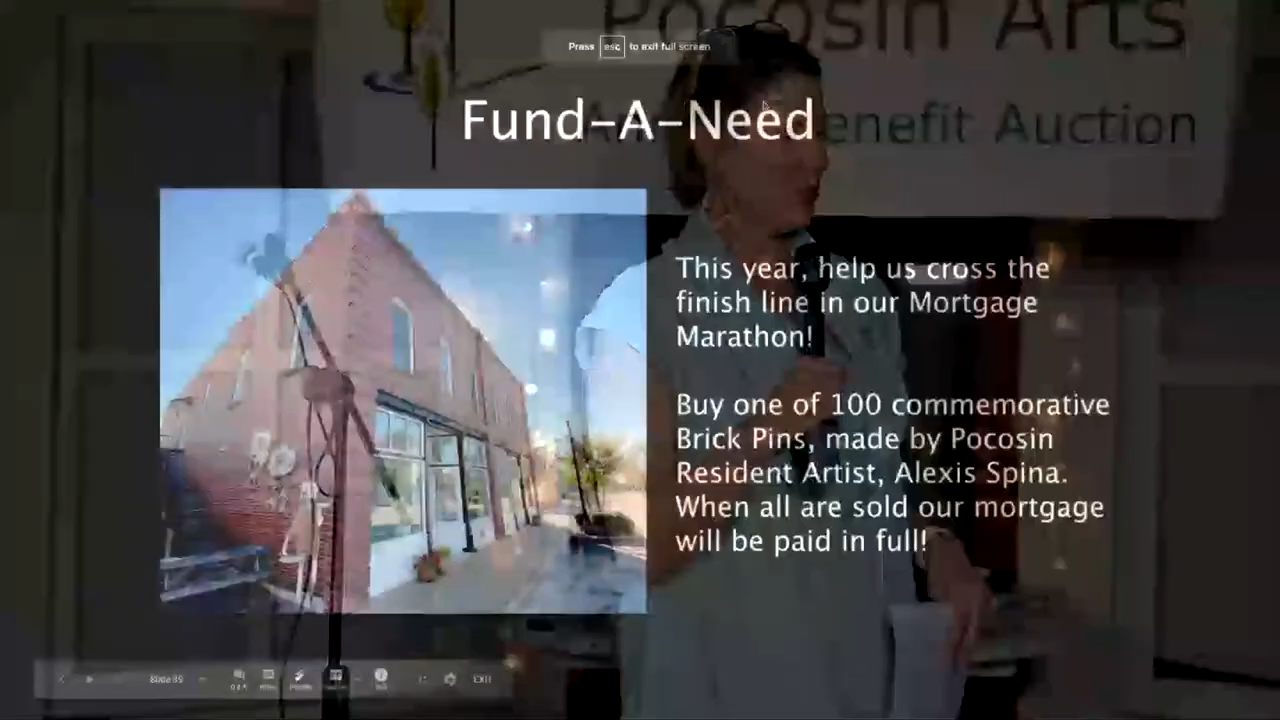 Pocosin Arts
Press esc to exit full screen
Fund-A-Need
Benefit Auction
This year, help us cross the
finish line in our Mortgage
Marathon!
Buy one of 100 commemorative
Brick Pins, made by Pocosin
Resident Artist, Alexis Spina.
When all are sold our mortgage
will be paid in full!
EXIT